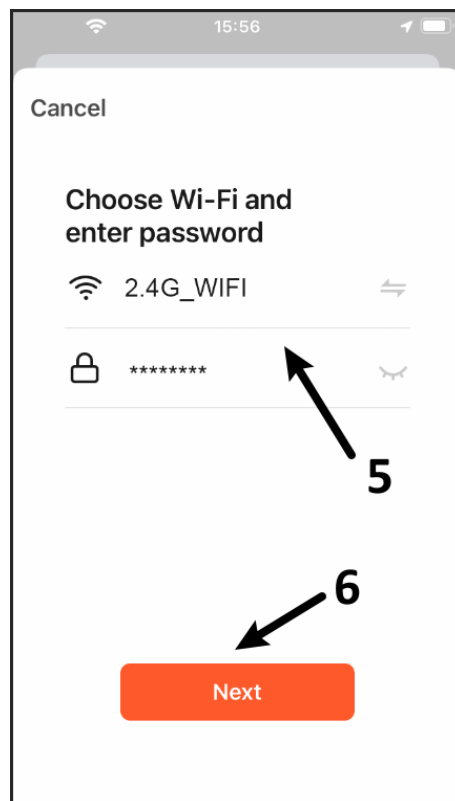 15:56
Cancel
Choose Wi-Fi and
enter password
2.4G_WIFI
********
5
6
Next